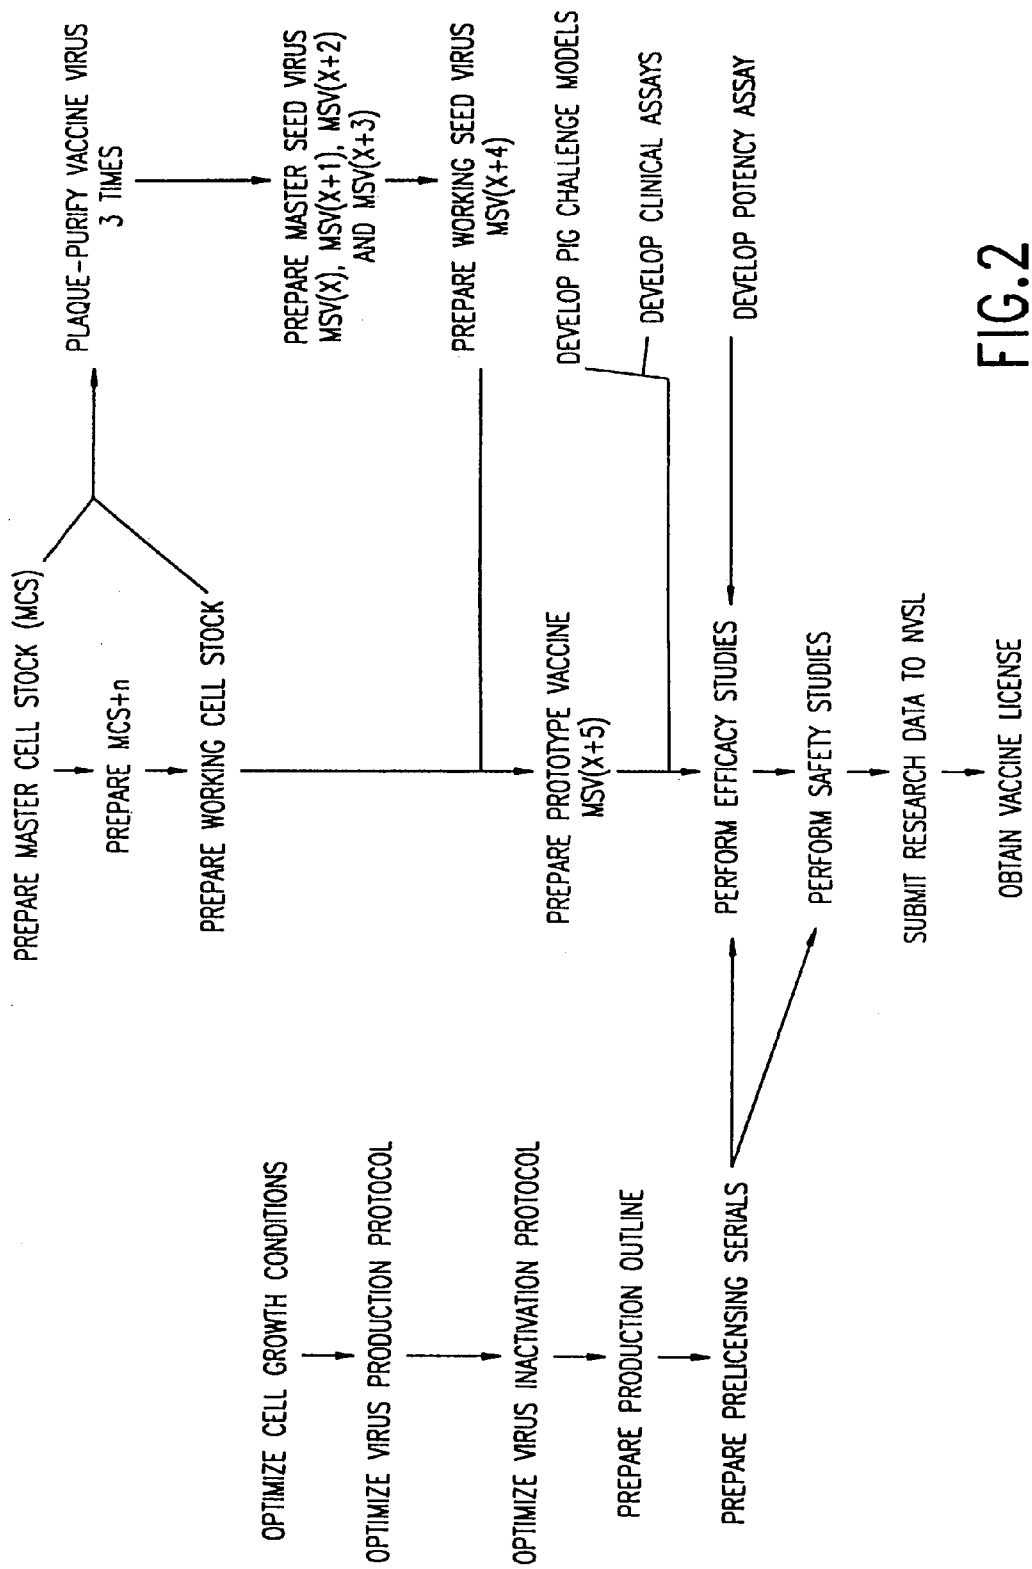 PREPARE MASTER CELL STOCK (MCS)
PREPARE MCS+n
PREPARE WORKING CELL STOCK
PLAQUE-PURIFY VACCINE VIRUS
3 TIMES
PREPARE MASTER SEED VIRUS
MSV(X), MSV(X+1), MSV(X+2)
AND MSV(X+3)
PREPARE WORKING SEED VIRUS
MSV(X+4)
OPTIMIZE CELL GROWTH CONDITIONS
OPTIMIZE VIRUS PRODUCTION PROTOCOL
OPTIMIZE VIRUS INACTIVATION PROTOCOL
PREPARE PRODUCTION OUTLINE
PREPARE PRELICENSING SERIALS
PREPARE PROTOTYPE VACCINE
MSV(X+5)
DEVELOP PIG CHALLENGE MODELS
DEVELOP CLINICAL ASSAYS
DEVELOP POTENCY ASSAY
PERFORM EFFICACY STUDIES
PERFORM SAFETY STUDIES
SUBMIT RESEARCH DATA TO NVSL
OBTAIN VACCINE LICENSE
FIG.2